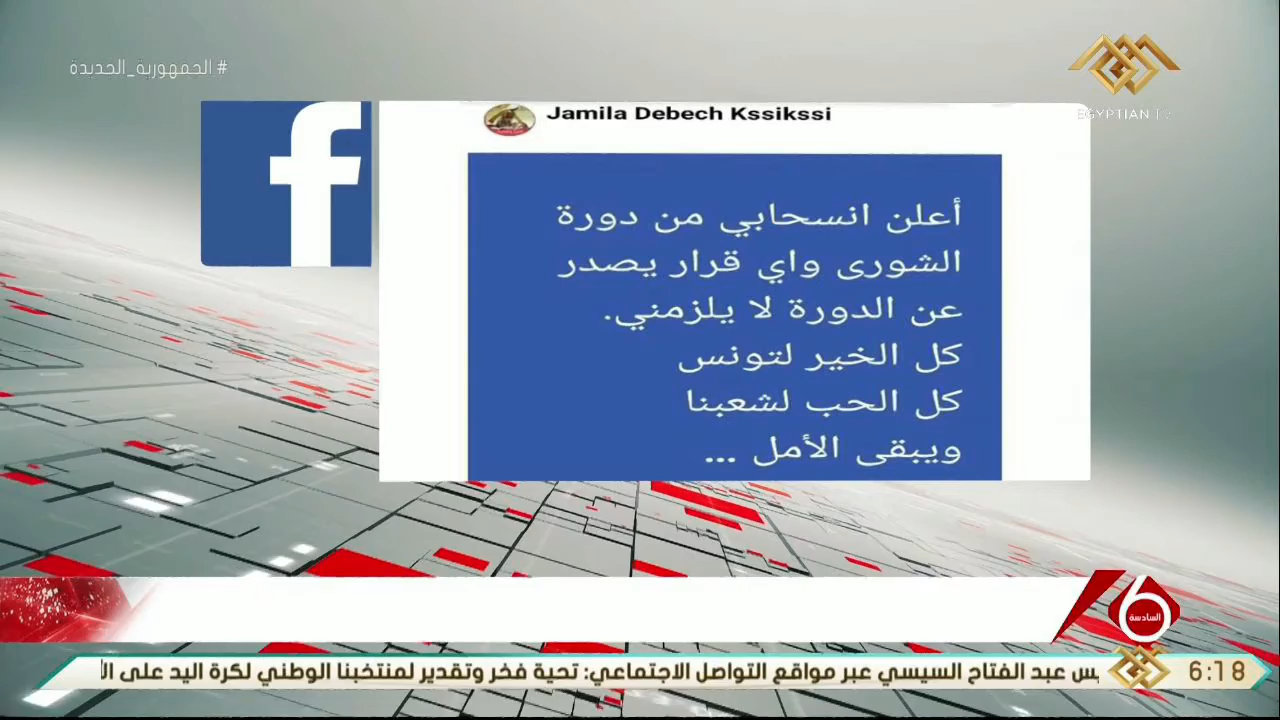 # الجمهورية_الجديدة
EGYPTIAN
Jamila Debech Kssikssi
أعلن انسحابي من دورة
الشورى واي قرار يصدر
عن الدورة لا يلزمني.
كل الخير لتونس
كل الحب لشعبنا
ويبقى الأمل ...
6
السادسة
عبد الفتاح السيسي عبر مواقع التواصل الاجتماعي: تحية فخر وتقدير لمنتخبنا الوطني لكرة اليد على
6:18